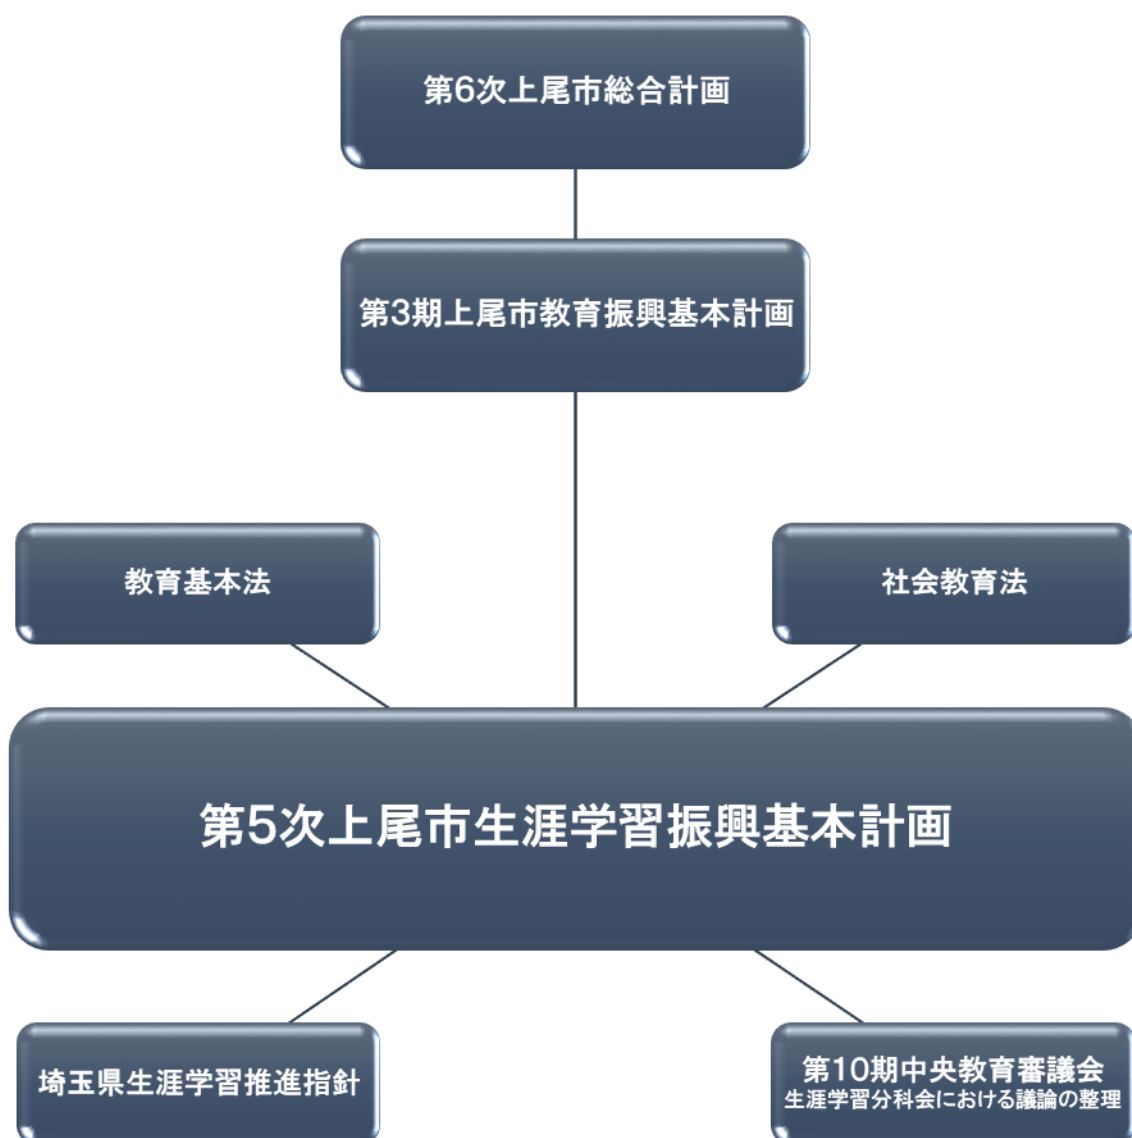 第6次上尾市総合計画
第3期上尾市教育振興基本計画
教育基本法
社会教育法
第5次上尾市生涯学習振興基本計画
埼玉県生涯学習推進指針
第10期中央教育審議会
生涯学習分科会における議論の整理